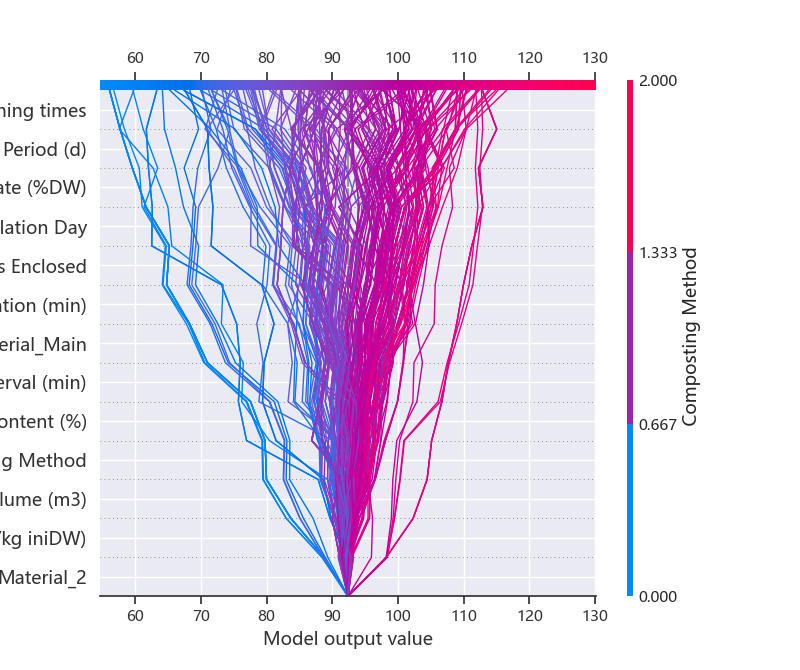 60 70 80 90 100 110 120 130
ning times
Period (d)
ate (%DW)
lation Day
s Enclosed
ation (min)
erial_Main
erval (min)
ontent (%)
g Method
lume (m3)
/kg iniDW)
Material_2
60 70 80 90 100 110 120 130
Model output value
2.000
1.333
0.667
0.000
Composting Method